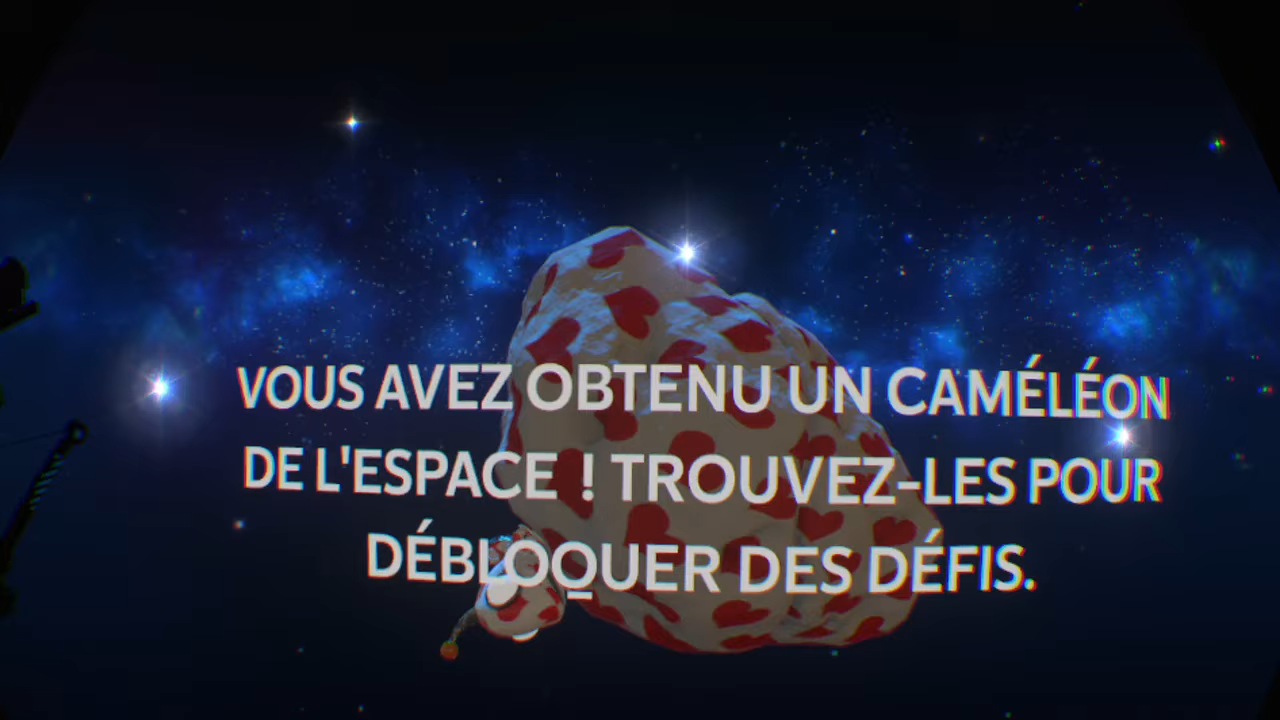 VOUS AVEZ OBTENU UN CAMÉLÉON
DE L'ESPACE ! TROUVEZ-LES POUR
DÉBLOQUER DES DÉFIS.